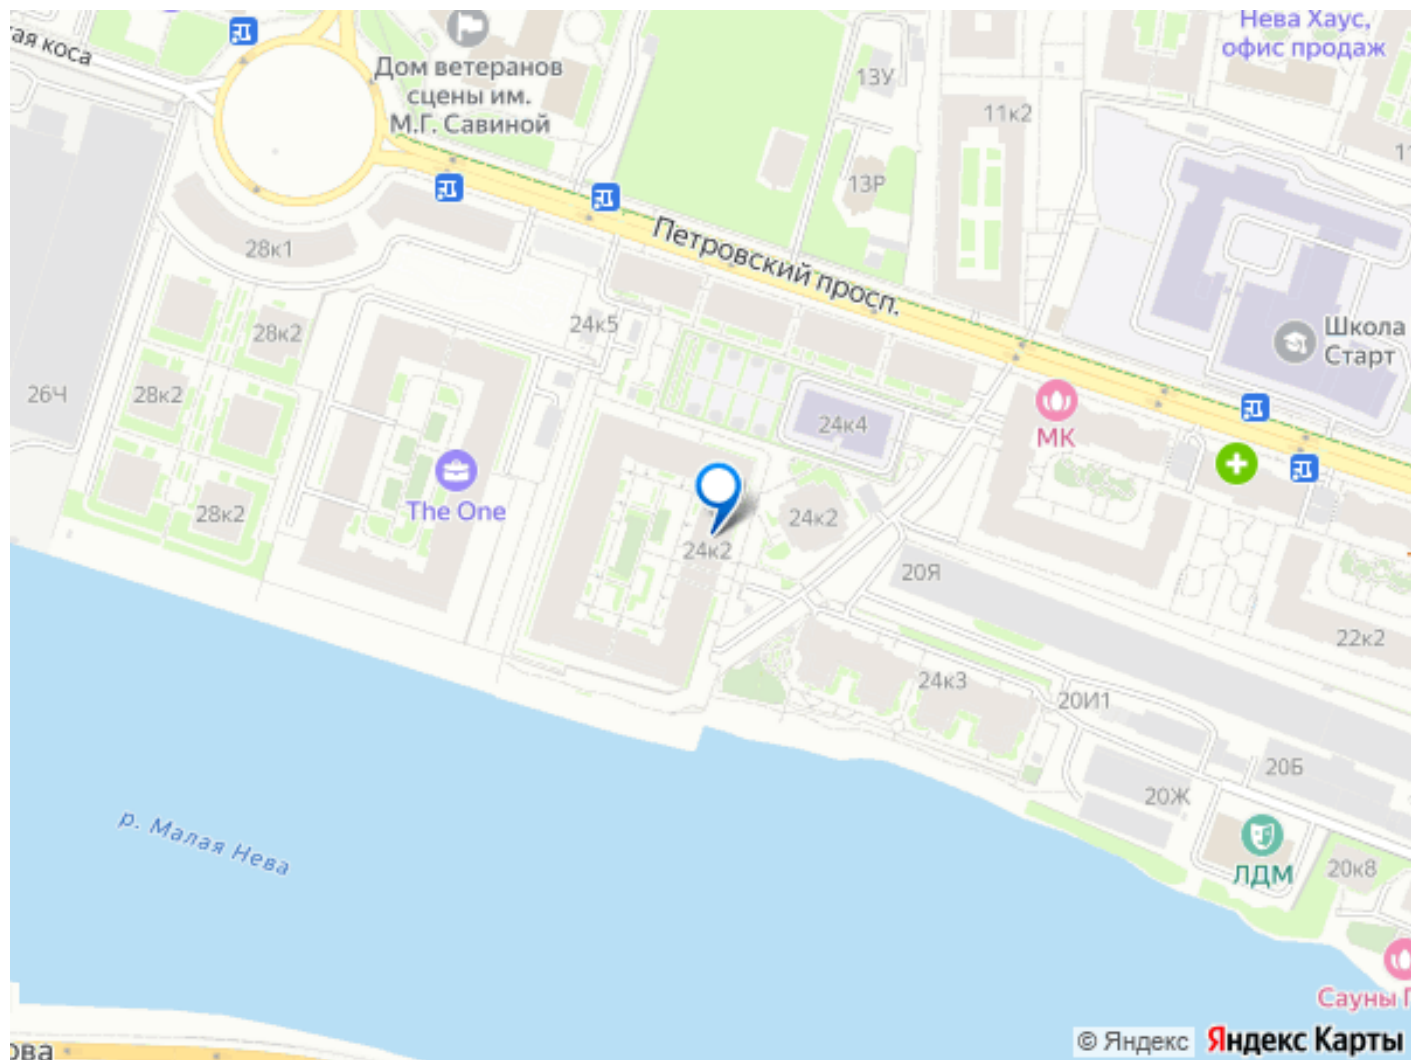 Нева Хаус,
офис продаж
ая коса
Дом ветеранов
сцены им.
М.Г. Савиной
13У
11к2
11
13Р
Петровский просп.
28к1
24к5
28к2
Школа
Старт
26Ч
28к2
24к4
МК
The One
28к2
24к2
24к2
20Я
22к2
24к3
20И1
20Б
20Ж
р. Малая Нева
ЛДМ
20к8
Сауны
ова
© Яндекс
Яндекс Карты